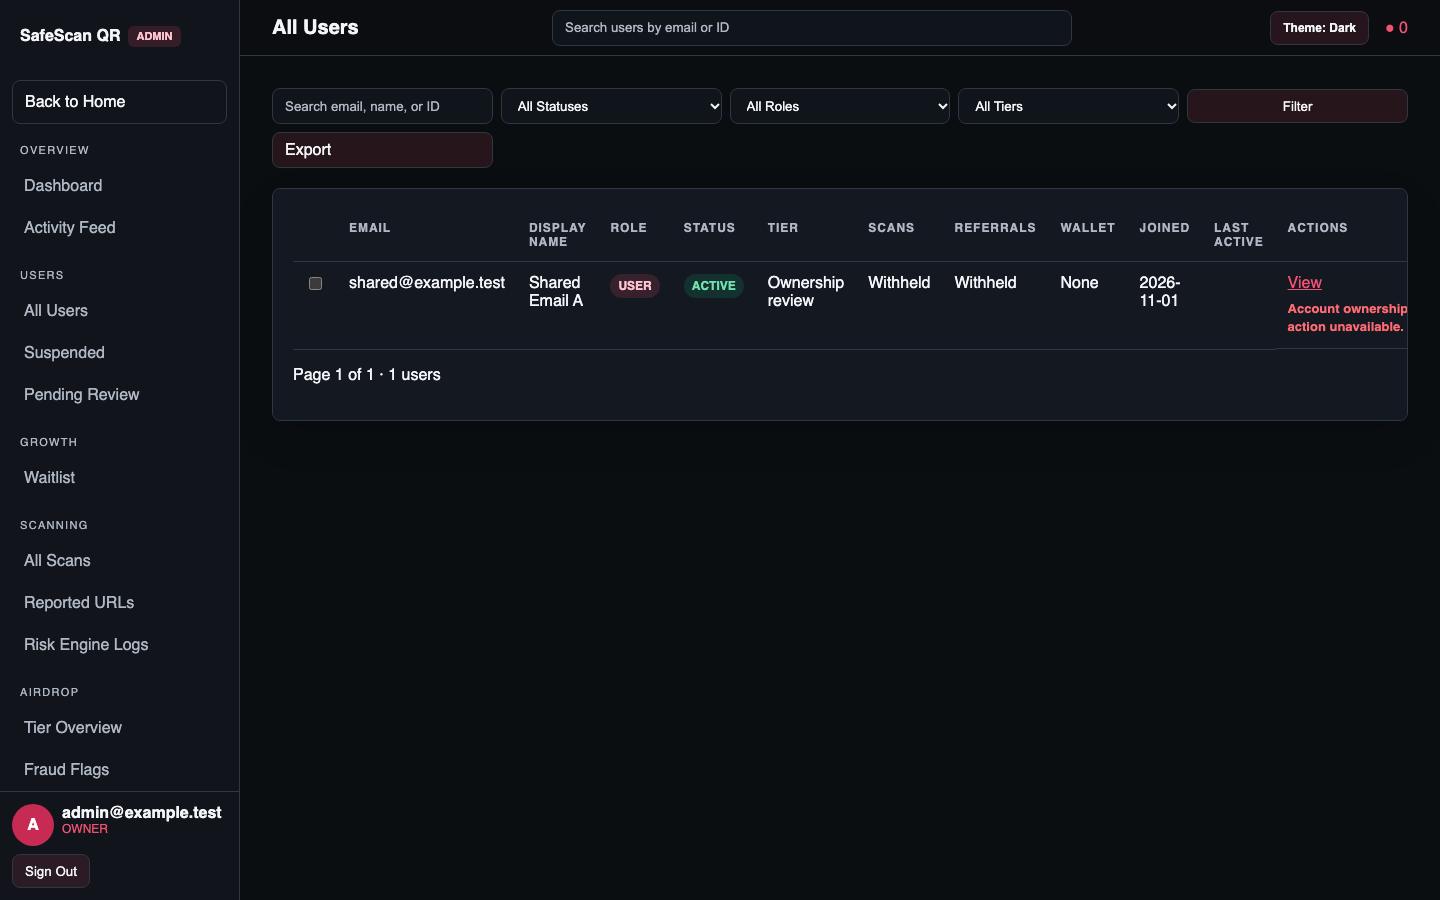 SafeScan QR ADMIN
All Users
Search users by email or ID
Theme: Dark
0
Back to Home
OVERVIEW
Dashboard
Activity Feed
USERS
All Users
Suspended
Pending Review
GROWTH
Waitlist
SCANNING
All Scans
Reported URLs
Risk Engine Logs
AIRDROP
Tier Overview
Fraud Flags
A
admin@example.test
OWNER
Sign Out
Search email, name, or ID
All Statuses
All Roles
All Tiers
Filter
Export
EMAIL
DISPLAY
NAME
ROLE
STATUS
TIER
SCANS
REFERRALS
WALLET
JOINED
LAST
ACTIVE
ACTIONS
shared@example.test
Shared
Email A
USER
ACTIVE
Ownership
review
Withheld
Withheld
None
2026-
11-01
View
Account ownership
action unavailable.
Page 1 of 1 · 1 users